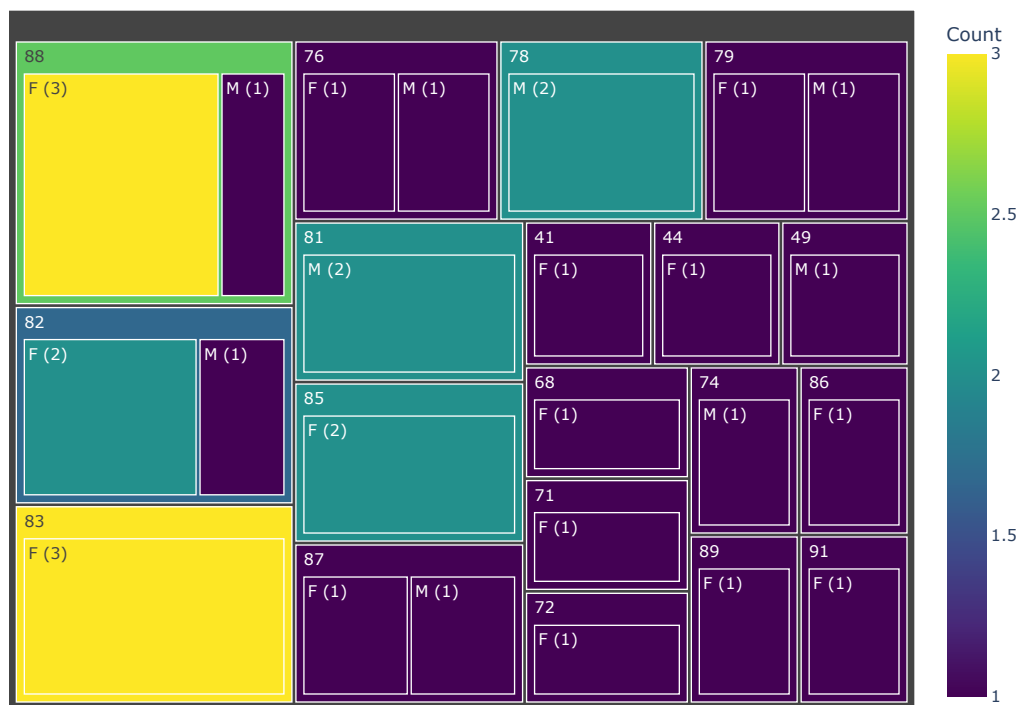 88
F (3)
M (1)
76
F (1)
M (1)
78
M (2)
79
F (1)
M (1)
81
M (2)
41
F (1)
44
F (1)
49
M (1)
82
F (2)
M (1)
85
F (2)
68
F (1)
74
M (1)
86
F (1)
71
F (1)
83
F (3)
87
F (1)
M (1)
72
F (1)
89
F (1)
91
F (1)
Count
3
2.5
2
1.5
1